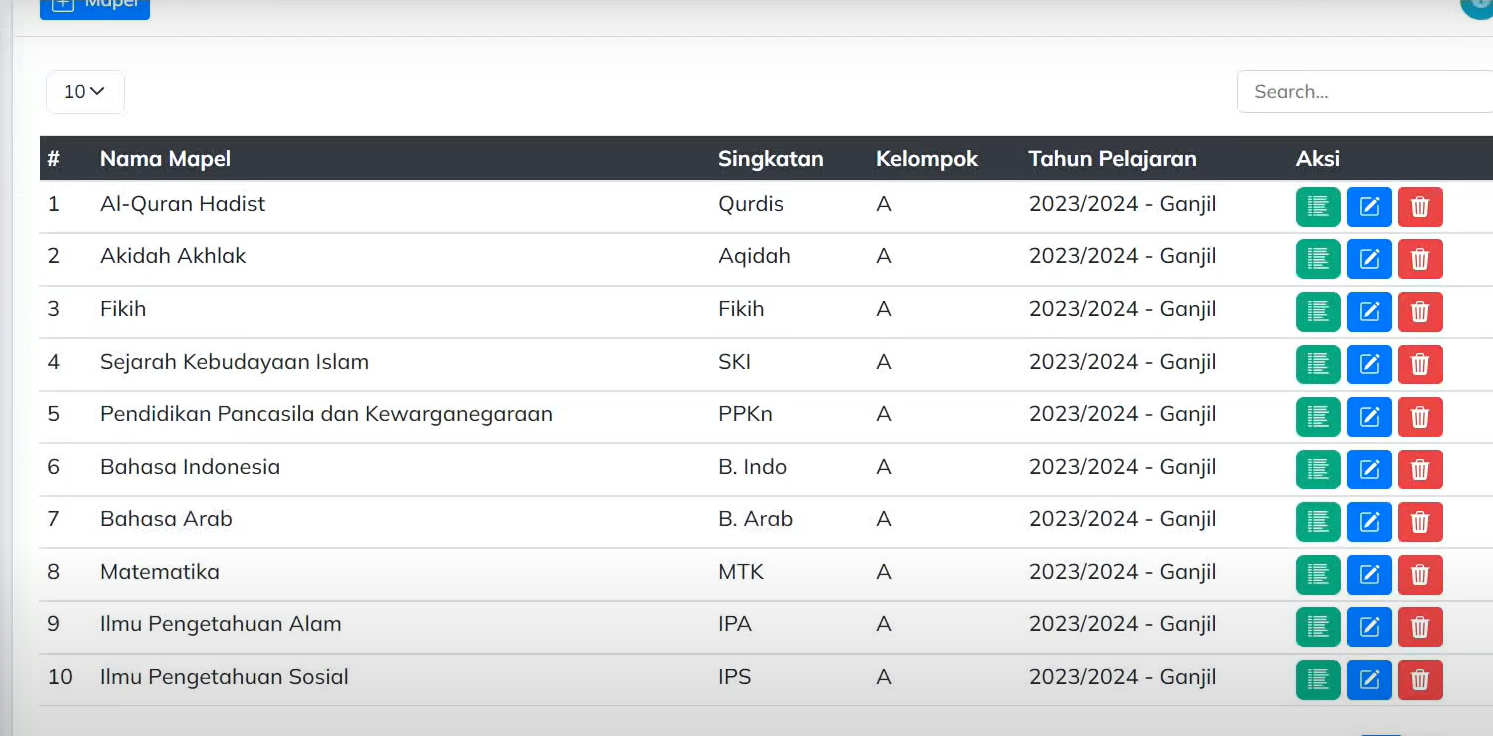 Mapel
10
Search...
# Nama Mapel Singkatan Kelompok Tahun Pelajaran Aksi
1 Al-Quran Hadist Qurdis A 2023/2024 - Ganjil
2 Akidah Akhlak Aqidah A 2023/2024 - Ganjil
3 Fikih Fikih A 2023/2024 - Ganjil
4 Sejarah Kebudayaan Islam SKI A 2023/2024 - Ganjil
5 Pendidikan Pancasila dan Kewarganegaraan PPKn A 2023/2024 - Ganjil
6 Bahasa Indonesia B. Indo A 2023/2024 - Ganjil
7 Bahasa Arab B. Arab A 2023/2024 - Ganjil
8 Matematika MTK A 2023/2024 - Ganjil
9 Ilmu Pengetahuan Alam IPA A 2023/2024 - Ganjil
10 Ilmu Pengetahuan Sosial IPS A 2023/2024 - Ganjil